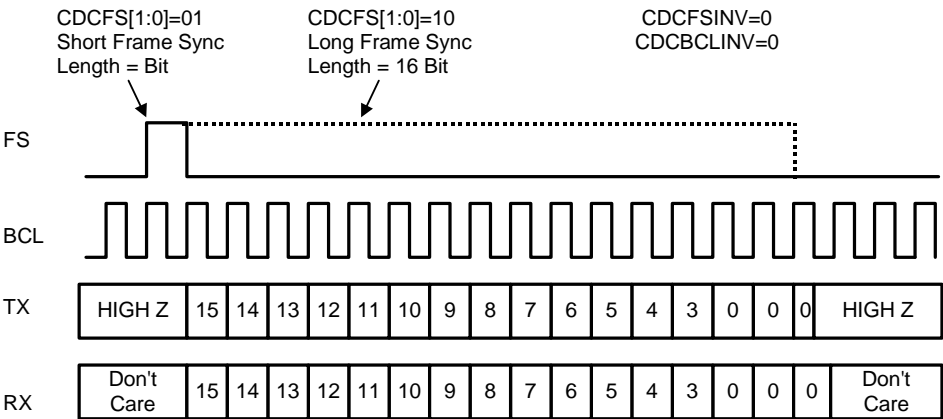 CDCFS[1:0]=01
Short Frame Sync
Length = Bit
CDCFS[1:0]=10
Long Frame Sync
Length = 16 Bit
CDCFSINV=0
CDCBCLINV=0
FS
BCL
TX
HIGH Z 15 14 13 12 11 10 9 8 7 6 5 4 3 0 0 0 HIGH Z
RX
Don't Care 15 14 13 12 11 10 9 8 7 6 5 4 3 0 0 0 Don't Care